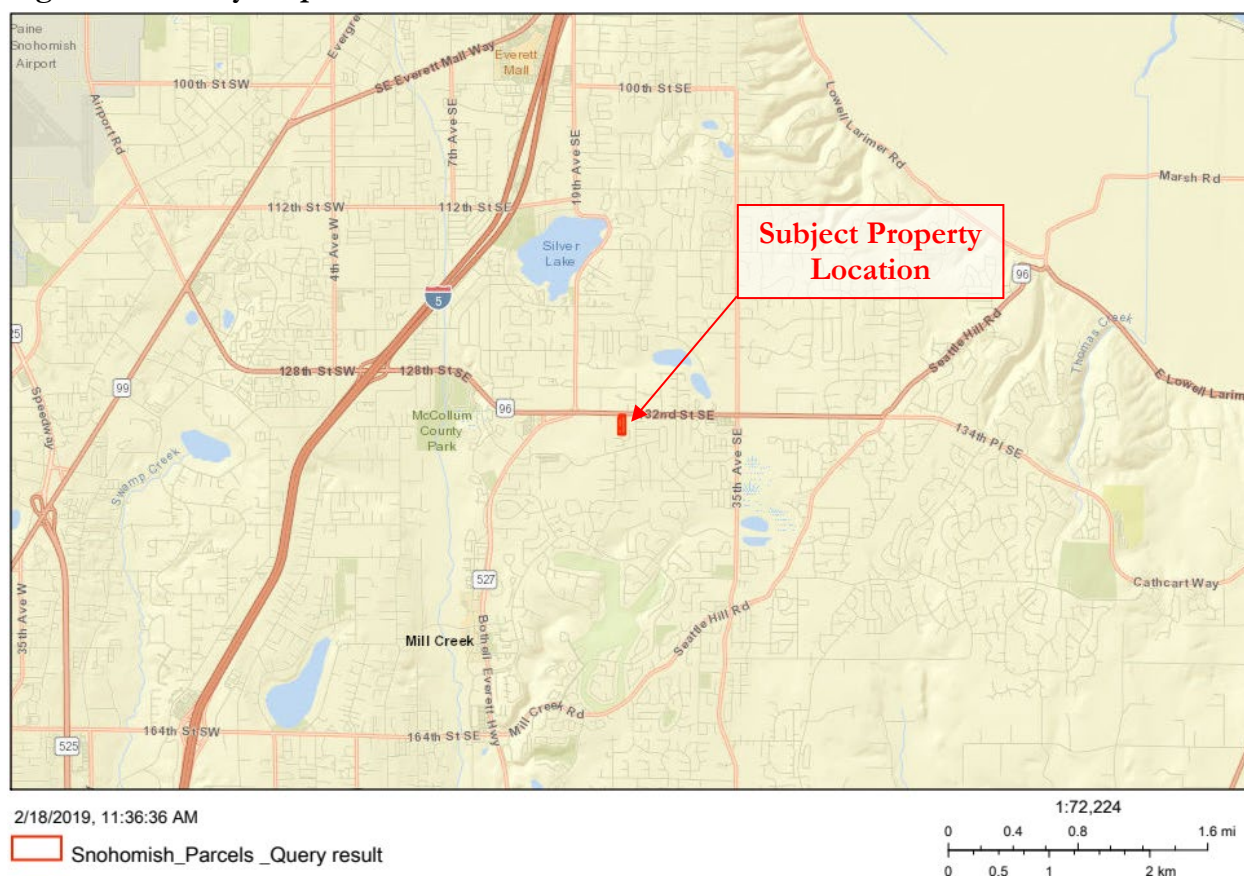 Paine
Snohomish
Airport
Evergre
SE Everett Mall Way
Everett
Mall
100th St SW
100th St SE
Airport Rd
7th Ave SE
19th Ave SE
Lowell Larimer Rd
Marsh Rd
112th St SW
112th St SE
4th Ave W
Silver
Lake
Subject Property
Location
96
5
25
Seattle Hill Rd
Thomas Creek
E Lowell Larim
128th St SW
128th St SE
99
Speedway
McCollum
County
Park
96
32nd St SE
134th Pl SE
Swamp Creek
35th Ave SE
527
Cathcart Way
35th Ave W
Bothell Everett Hwy
Mill Creek
Seattle Hill Rd
Mill Creek Rd
164th St SW
164th St SE
525
2/18/2019, 11:36:36 AM
Snohomish_Parcels _Query result
1:72,224
0 0.4 0.8 1.6 mi
0 0.5 1 2 km